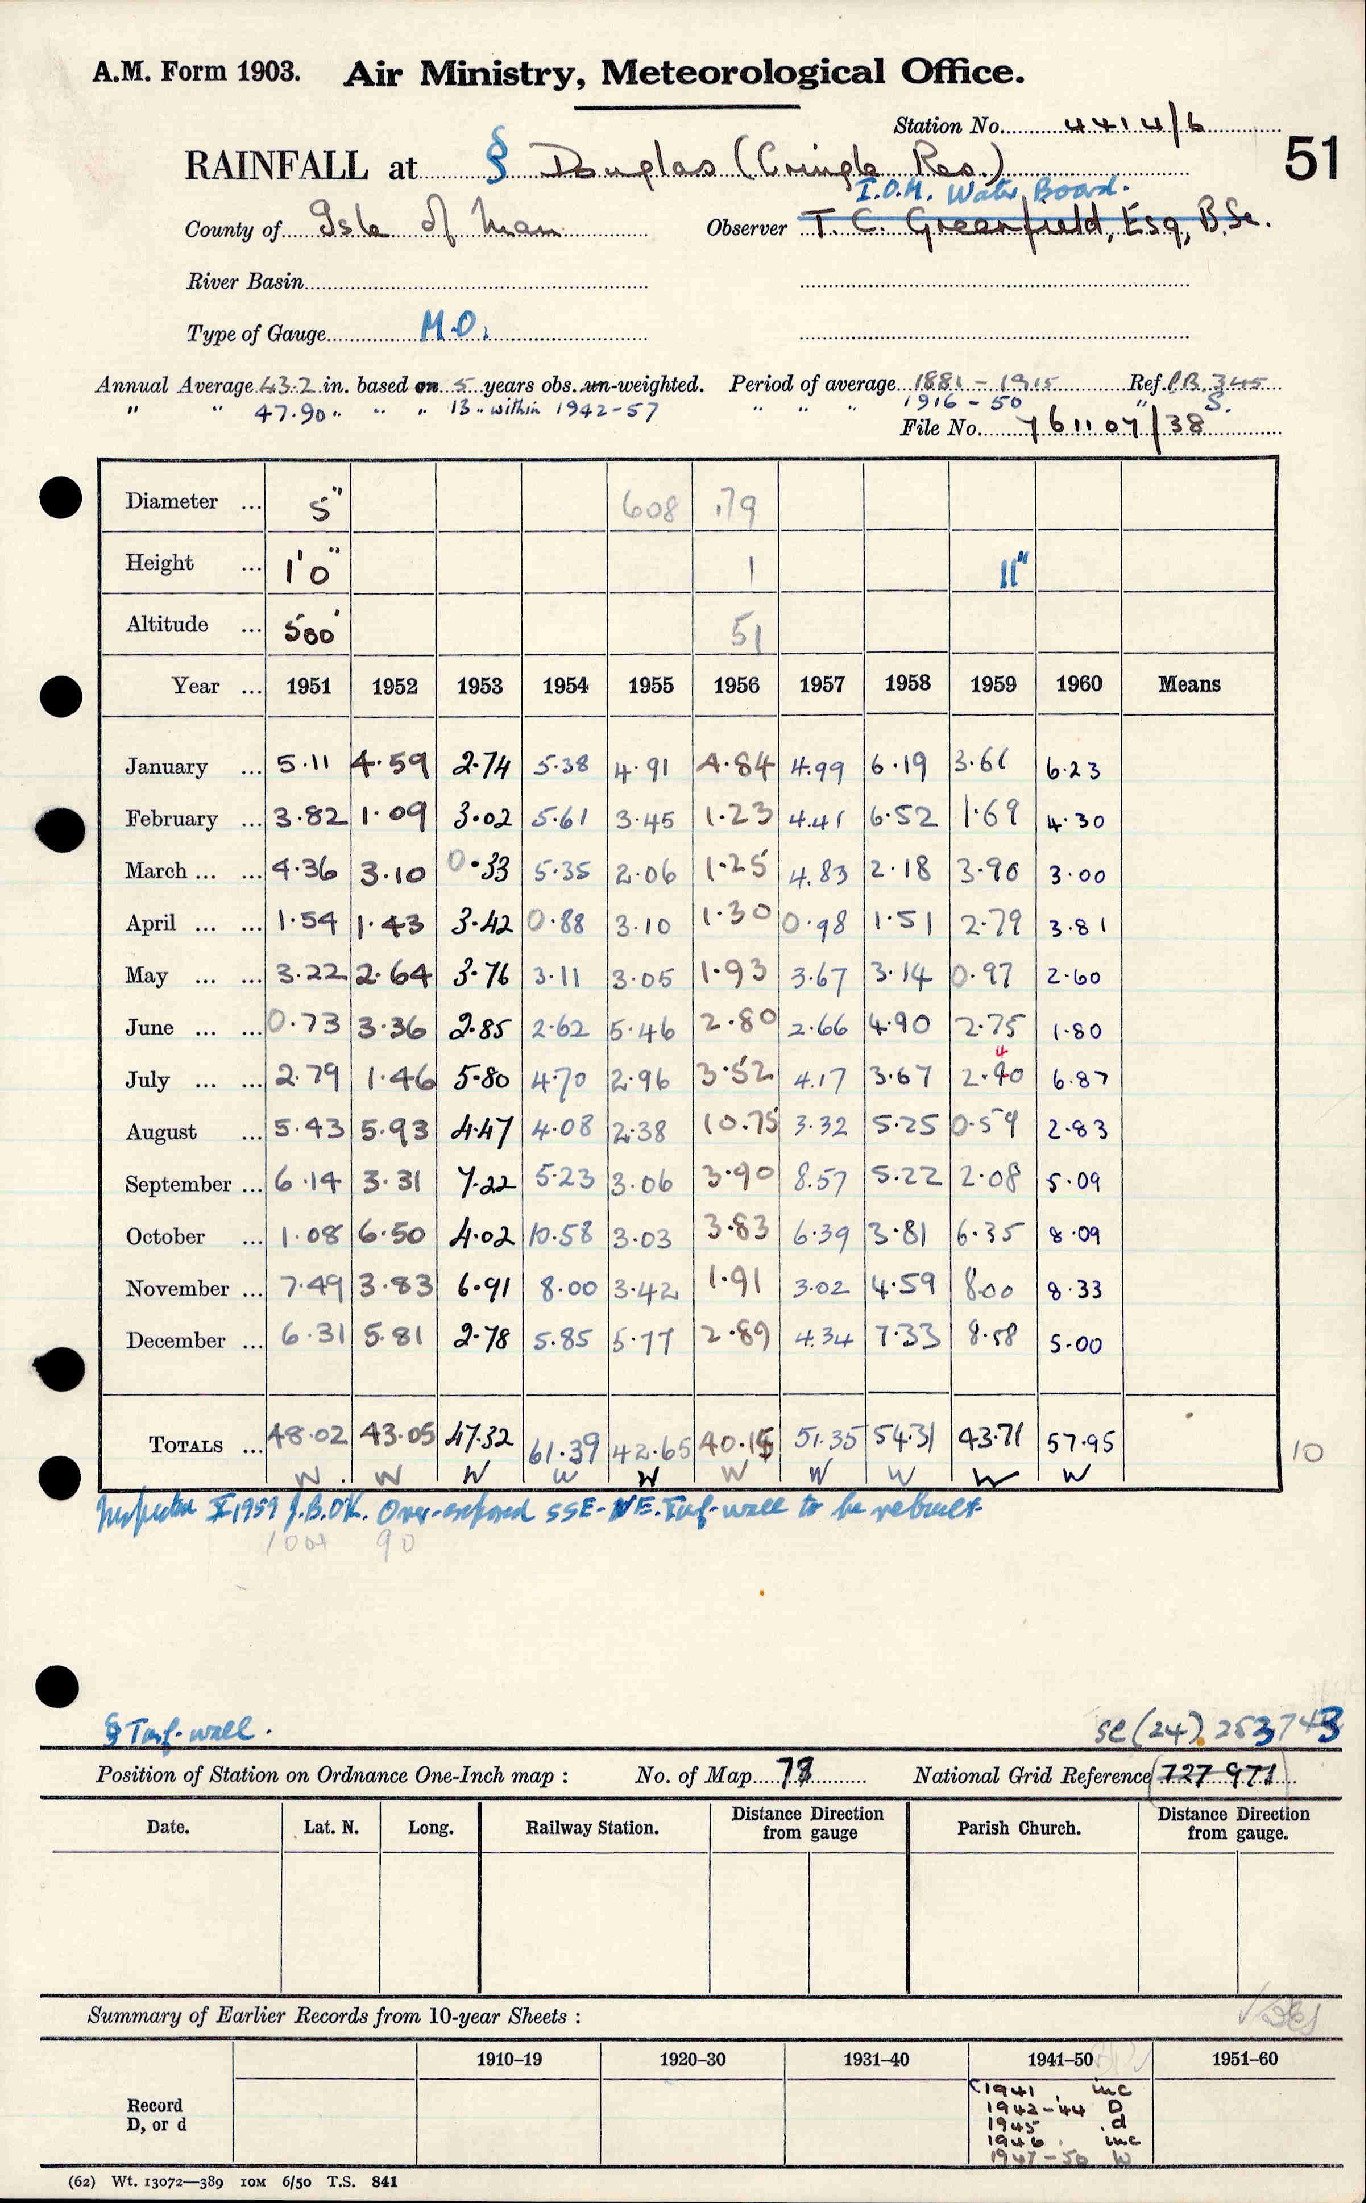 A.M. Form 1903. Air Ministry, Meteorological Office.
Station No. 4414/6
51
RAINFALL at § Douglas (Cringle Res.)
I.O.M. Water Board.
County of Isle of Man Observer T. C. Greenfield, Esq, B.Sc.
River Basin
Type of Gauge M.O.
Annual Average 43.2 in. based on 5 years obs. un-weighted. Period of average 1881 - 1915 Ref. P.B. 345
" " 47.90 " " " 13 " within 1942-57 " " " 1916 - 50 " S.
File No. 761107/38
Diameter ... 5" 608 .79
Height ... 1'0" 1 11"
Altitude ... 500' 51
Year ... 1951 1952 1953 1954 1955 1956 1957 1958 1959 1960 Means
January ... 5.11 4.59 2.74 5.38 4.91 4.84 4.99 6.19 3.61 6.23
February ... 3.82 1.09 3.02 5.61 3.45 1.23 4.41 6.52 1.69 4.30
March ... ... 4.36 3.10 0.33 5.35 2.06 1.25 4.83 2.18 3.90 3.00
April ... ... 1.54 1.43 3.42 0.88 3.10 1.30 0.98 1.51 2.79 3.81
May ... ... 3.22 2.64 3.76 3.11 3.05 1.93 3.67 3.14 0.97 2.60
June ... ... 0.73 3.36 2.85 2.62 5.46 2.80 2.66 4.90 2.75 1.80
4
July ... ... 2.79 1.46 5.80 4.70 2.96 3.52 4.17 3.67 2.40 6.87
August ... 5.43 5.93 4.47 4.08 2.38 10.75 3.32 5.25 0.59 2.83
September ... 6.14 3.31 7.22 5.23 3.06 3.90 8.57 5.22 2.08 5.09
October ... 1.08 6.50 4.02 10.58 3.03 3.83 6.39 3.81 6.35 8.09
November ... 7.49 3.83 6.91 8.00 3.42 1.91 3.02 4.59 8.00 8.33
December ... 6.31 5.81 2.78 5.85 5.77 2.89 4.34 7.33 8.58 5.00
TOTALS ... 48.02 43.05 47.32 61.39 42.65 40.15 51.35 54.31 43.71 57.95 10
W W W W W W W W W W
Inspected X 1959 J.B. OK. Over-exposed SSE-NE. Turf-wall to be rebuilt
90
§ Turf-wall.
SC (24) 253743
Position of Station on Ordnance One-Inch map : No. of Map National Grid Reference 727 971
Date. Lat. N. Long. Railway Station. Distance Direction from gauge Parish Church. Distance Direction from gauge.
Summary of Earlier Records from 10-year Sheets :
1910–19 1920–30 1931–40 1941–50 1951–60
Record
D, or d
1941 inc
1942-44 D
1945 d
1946 inc
1947-50 W
(62) Wt. 13072—389 10M 6/50 T.S. 841